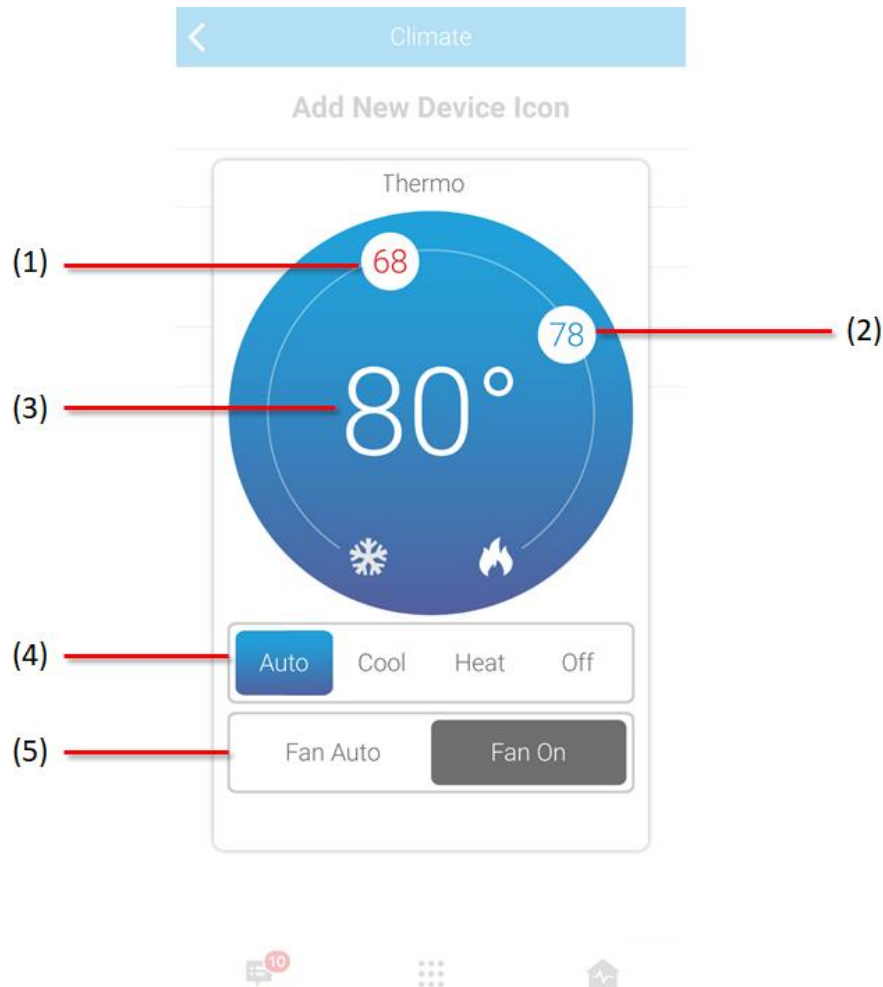 Climate
Add New Device Icon
Thermo
(1)
68
78
(2)
(3)
80°
(4)
Auto Cool Heat Off
(5)
Fan Auto Fan On
10